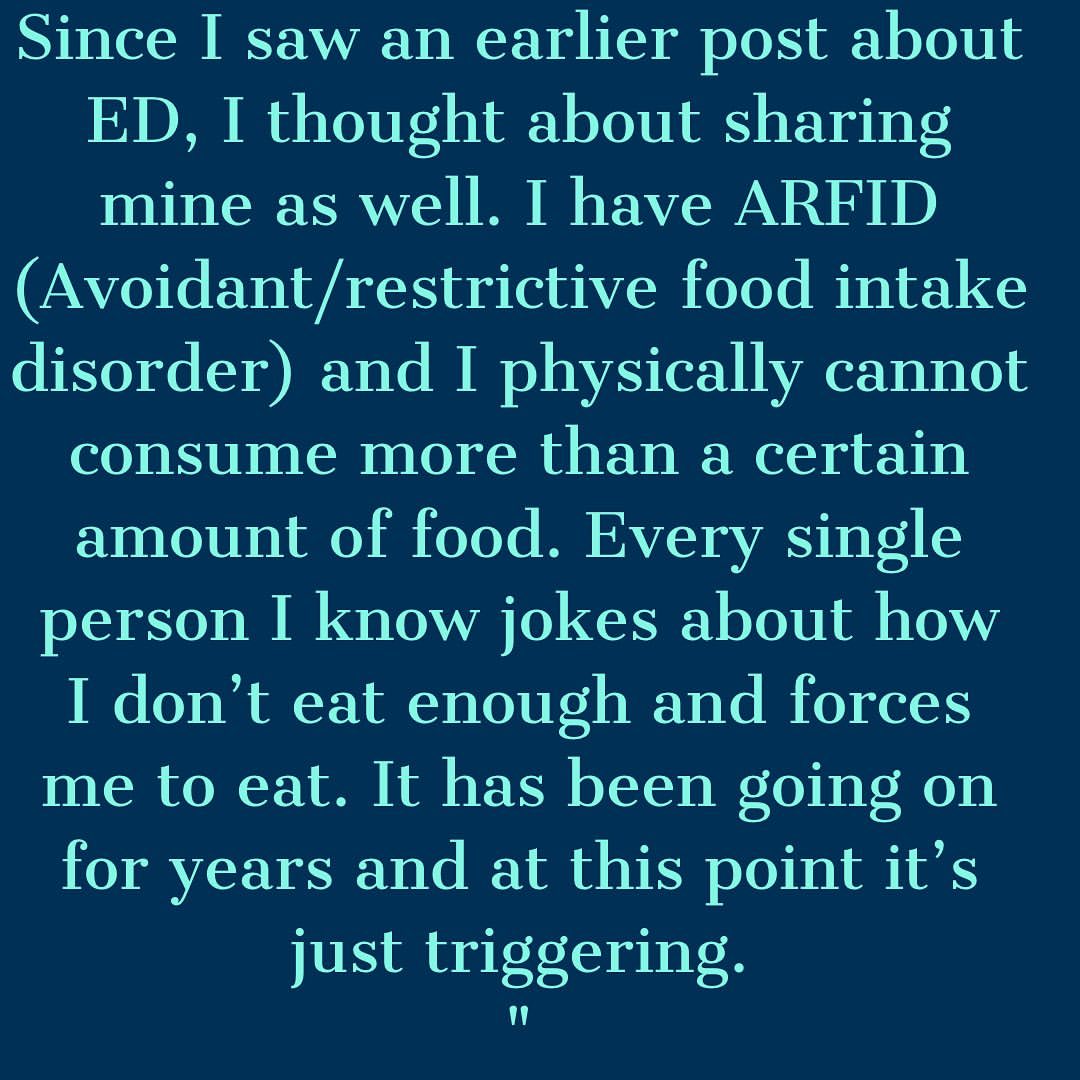 Since I saw an earlier post about
ED, I thought about sharing
mine as well. I have ARFID
(Avoidant/restrictive food intake
disorder) and I physically cannot
consume more than a certain
amount of food. Every single
person I know jokes about how
I don’t eat enough and forces
me to eat. It has been going on
for years and at this point it’s
just triggering.
"